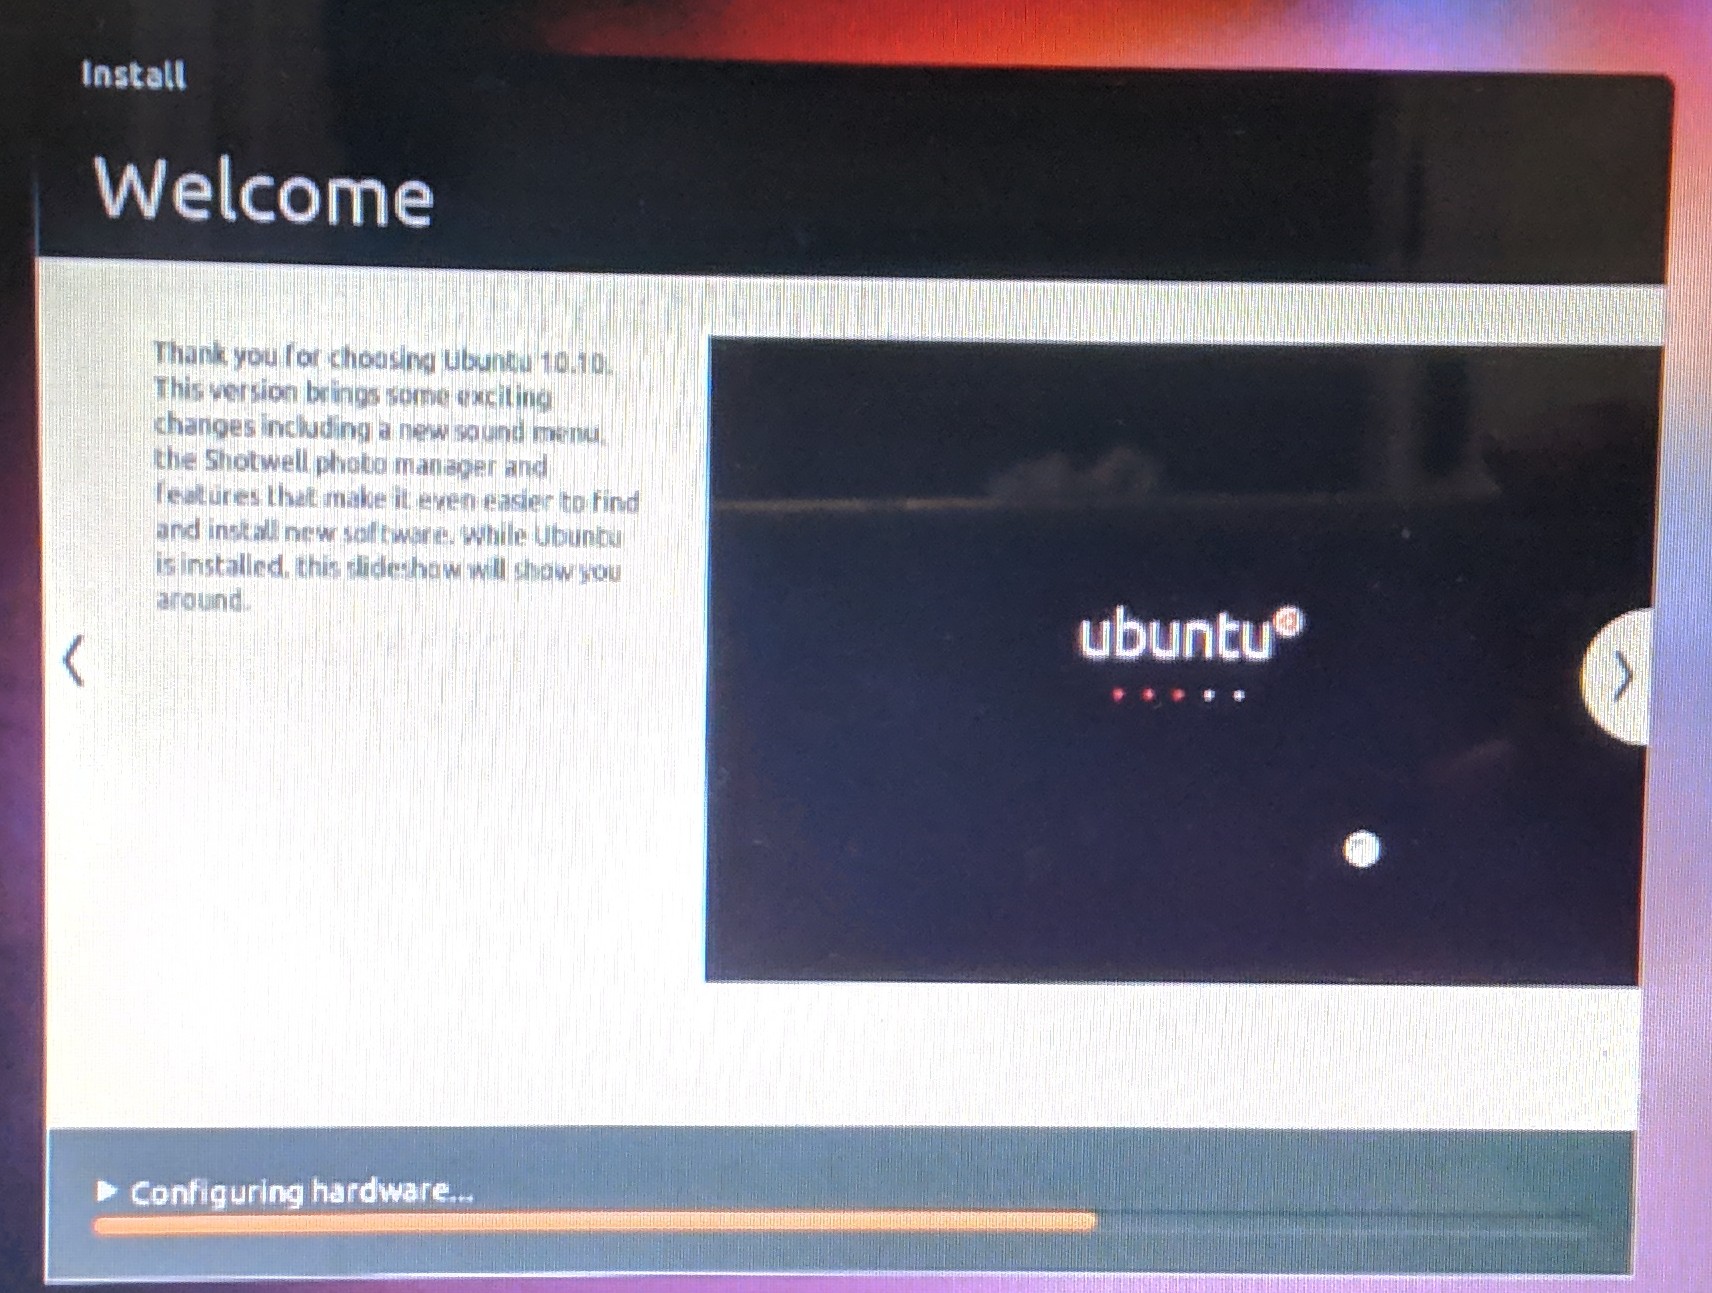 Install
Welcome
Thank you for choosing Ubuntu 10.10.
This version brings some exciting
changes including a new sound menu,
the Shotwell photo manager and
features that make it even easier to find
and install new software. While Ubuntu
is installed, this slideshow will show you
around.
ubuntu
Configuring hardware...